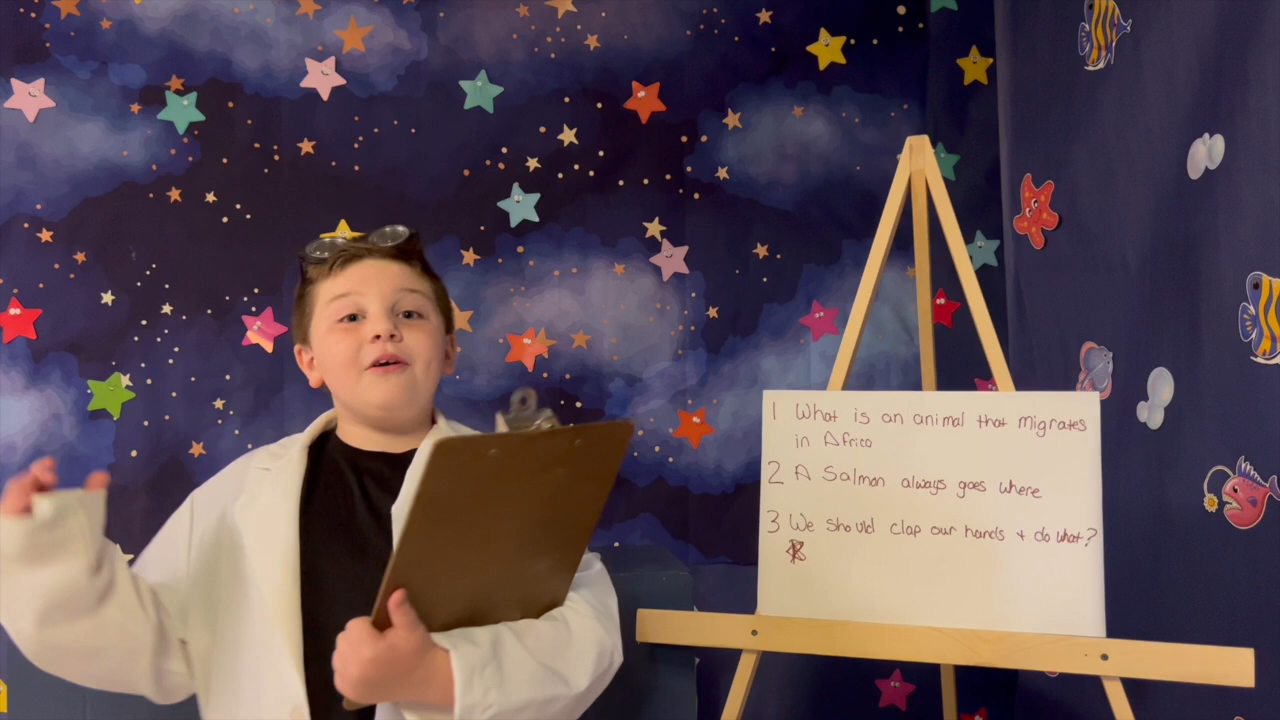 1 What is an animal that migrates
in Africa
2 A Salmon always goes where
3 We should clap our hands + do what?